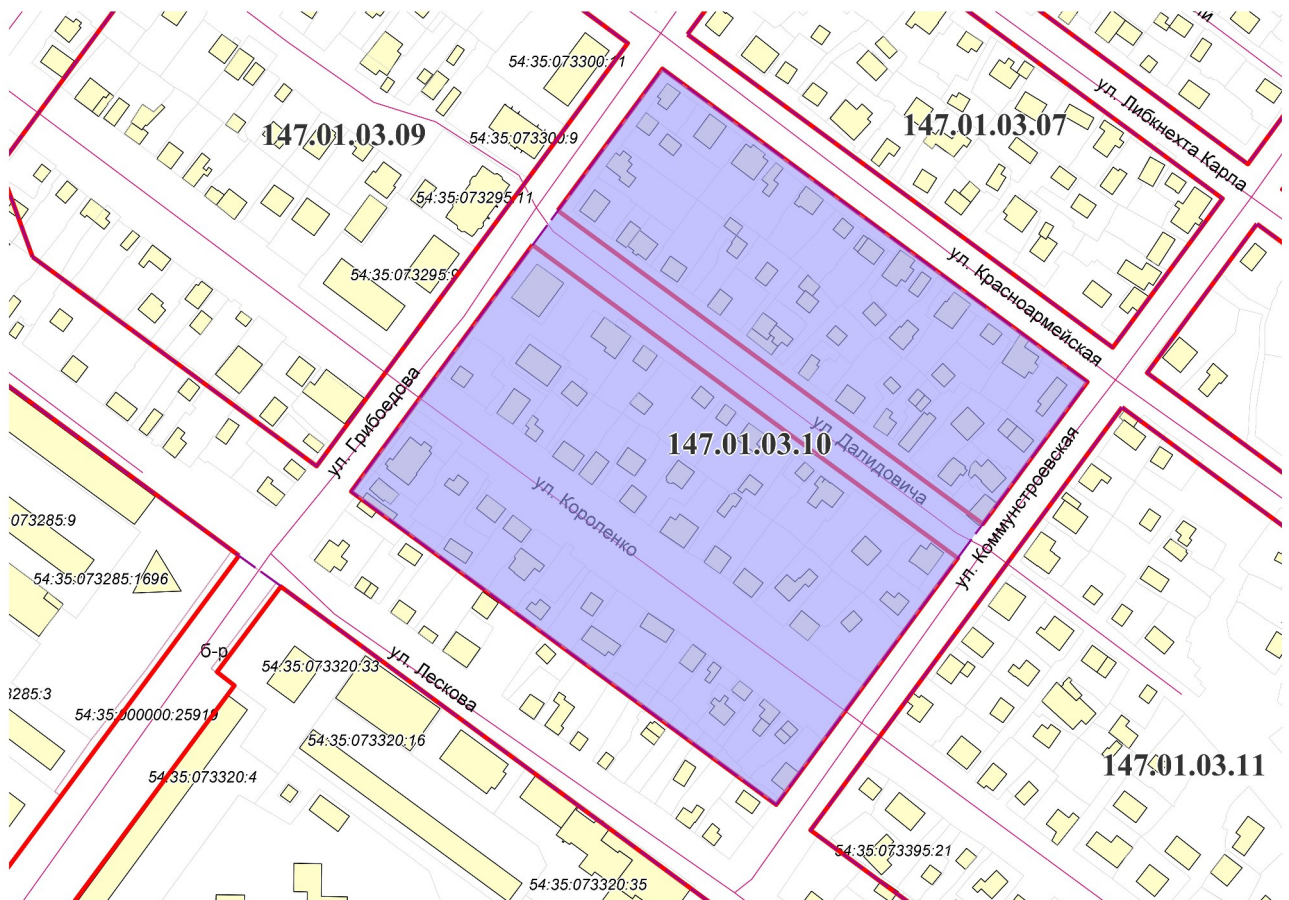 ул.
54:35:073300:11
ул. Либкнехта Карла
147.01.03.09
147.01.03.07
54:35:073300:9
54:35:073295:11
54:35:073295:9
ул. Красноармейская
ул. Грибоедова
147.01.03.10
ул. Далидовича
ул. Короленко
ул. Коммунстроевская
073285:9
54:35:073285:1696
б-р
54:35:073320:33
ул. Лескова
3285:3
54:35:000000:25919
54:35:073320:16
147.01.03.11
54:35:073320:4
54:35:073395:21
54:35:073320:35